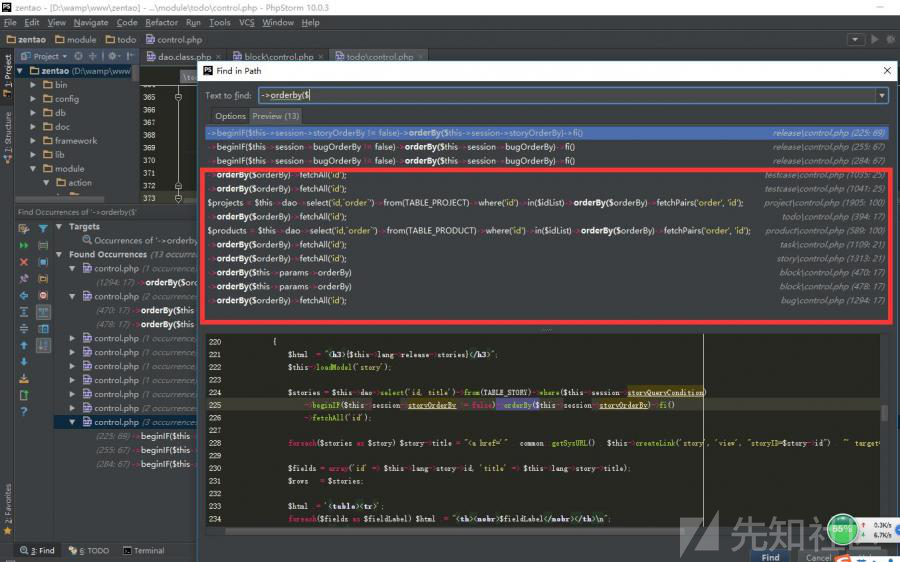 zentao - [D:\wamp\www\zentao] - ...\module\todo\control.php - PhpStorm 10.0.3
File Edit View Navigate Code Refactor Run Tools VCS Window Help
zentao module todo control.php
Project dao.class.php block\control.php todo\control.php
1: Project
Z: Structure
2: Favorites
zentao (D:\wamp\www
bin
config
db
doc
framework
lib
module
action
365
366
367
368
369
370
371
372
373
Find in Path
Text to find: ->orderby($
Options Preview (13)
->beginIF($this->session->storyOrderBy != false)->orderBy($this->session->storyOrderBy)->fi() release\control.php (225: 69)
->beginIF($this->session->bugOrderBy != false)->orderBy($this->session->bugOrderBy)->fi() release\control.php (255: 67)
->beginIF($this->session->bugOrderBy != false)->orderBy($this->session->bugOrderBy)->fi() release\control.php (284: 67)
->orderBy($orderBy)->fetchAll('id'); testcase\control.php (1035: 25)
->orderBy($orderBy)->fetchAll('id'); testcase\control.php (1041: 25)
$projects = $this->dao->select('id,`order`')->from(TABLE_PROJECT)->where('id')->in($idList)->orderBy($orderBy)->fetchPairs('order', 'id'); project\control.php (1905: 100)
->orderBy($orderBy)->fetchAll('id'); todo\control.php (394: 17)
$products = $this->dao->select('id,`order`')->from(TABLE_PRODUCT)->where('id')->in($idList)->orderBy($orderBy)->fetchPairs('order', 'id'); product\control.php (589: 100)
->orderBy($orderBy)->fetchAll('id'); task\control.php (1109: 21)
->orderBy($orderBy)->fetchAll('id'); story\control.php (1313: 21)
->orderBy($this->params->orderBy) block\control.php (470: 17)
->orderBy($this->params->orderBy) block\control.php (478: 17)
->orderBy($orderBy)->fetchAll('id'); bug\control.php (1294: 17)
Find Occurrences of '->orderby($'
Targets
Occurrences of '->orderby
Found Occurrences (13 occurrences
control.php (1 occurrence,
(1294: 17)->orderBy($orc
control.php (2 occurrences
(470: 17)->orderBy($this
(478: 17)->orderBy($this
control.php (1 occurrence,
control.php (1 occurrence,
control.php (1 occurrence,
control.php (1 occurrence,
control.php (2 occurrences
control.php (3 occurrences
(225: 69)->beginIF($this->
(255: 67)->beginIF($this->
(284: 67)->beginIF($this->
220 {
221 $html = "<h3>{$this->lang->release->stories}</h3>";
222 $this->loadModel('story');
223
224 $stories = $this->dao->select('id, title')->from(TABLE_STORY)->where($this->session->storyQueryCondition)
225 ->beginIF($this->session->storyOrderBy != false)->orderBy($this->session->storyOrderBy)->fi()
226 ->fetchAll('id');
227
228 foreach($stories as $story) $story->title = "<a href='" . common::getSysURL() . $this->createLink('story', 'view', "storyID=$story->id") . "' target=
229
230 $fields = array('id' => $this->lang->story->id, 'title' => $this->lang->story->title);
231 $rows = $stories;
232
233 $html .= '<table><tr>';
234 foreach($fields as $fieldLabel) $html .= "<th><nobr>$fieldLabel</nobr></th>\n";
Find Cancel
3: Find 6: TODO Terminal
先知社区
95%
0.3K/s
6.7K/s